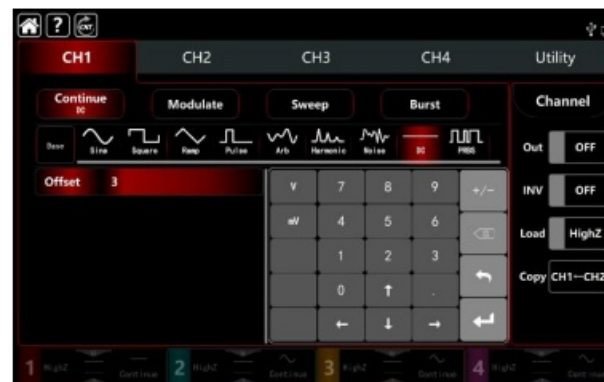 ?
CNT
CH1 CH2 CH3 CH4 Utility
Continue
DC
Modulate Sweep Burst
Channel
Base Sine Square Ramp Pulse Arb Harmonic Noise DC PRBS
Out OFF
Offset 3
V 7 8 9 +/-
INV OFF
mV 4 5 6
Load HighZ
1 2 3
Copy CH1←CH2
0 ↑ .
← ↓ →
1 HighZ Continue 2 HighZ Continue 3 HighZ Continue 4 HighZ Continue